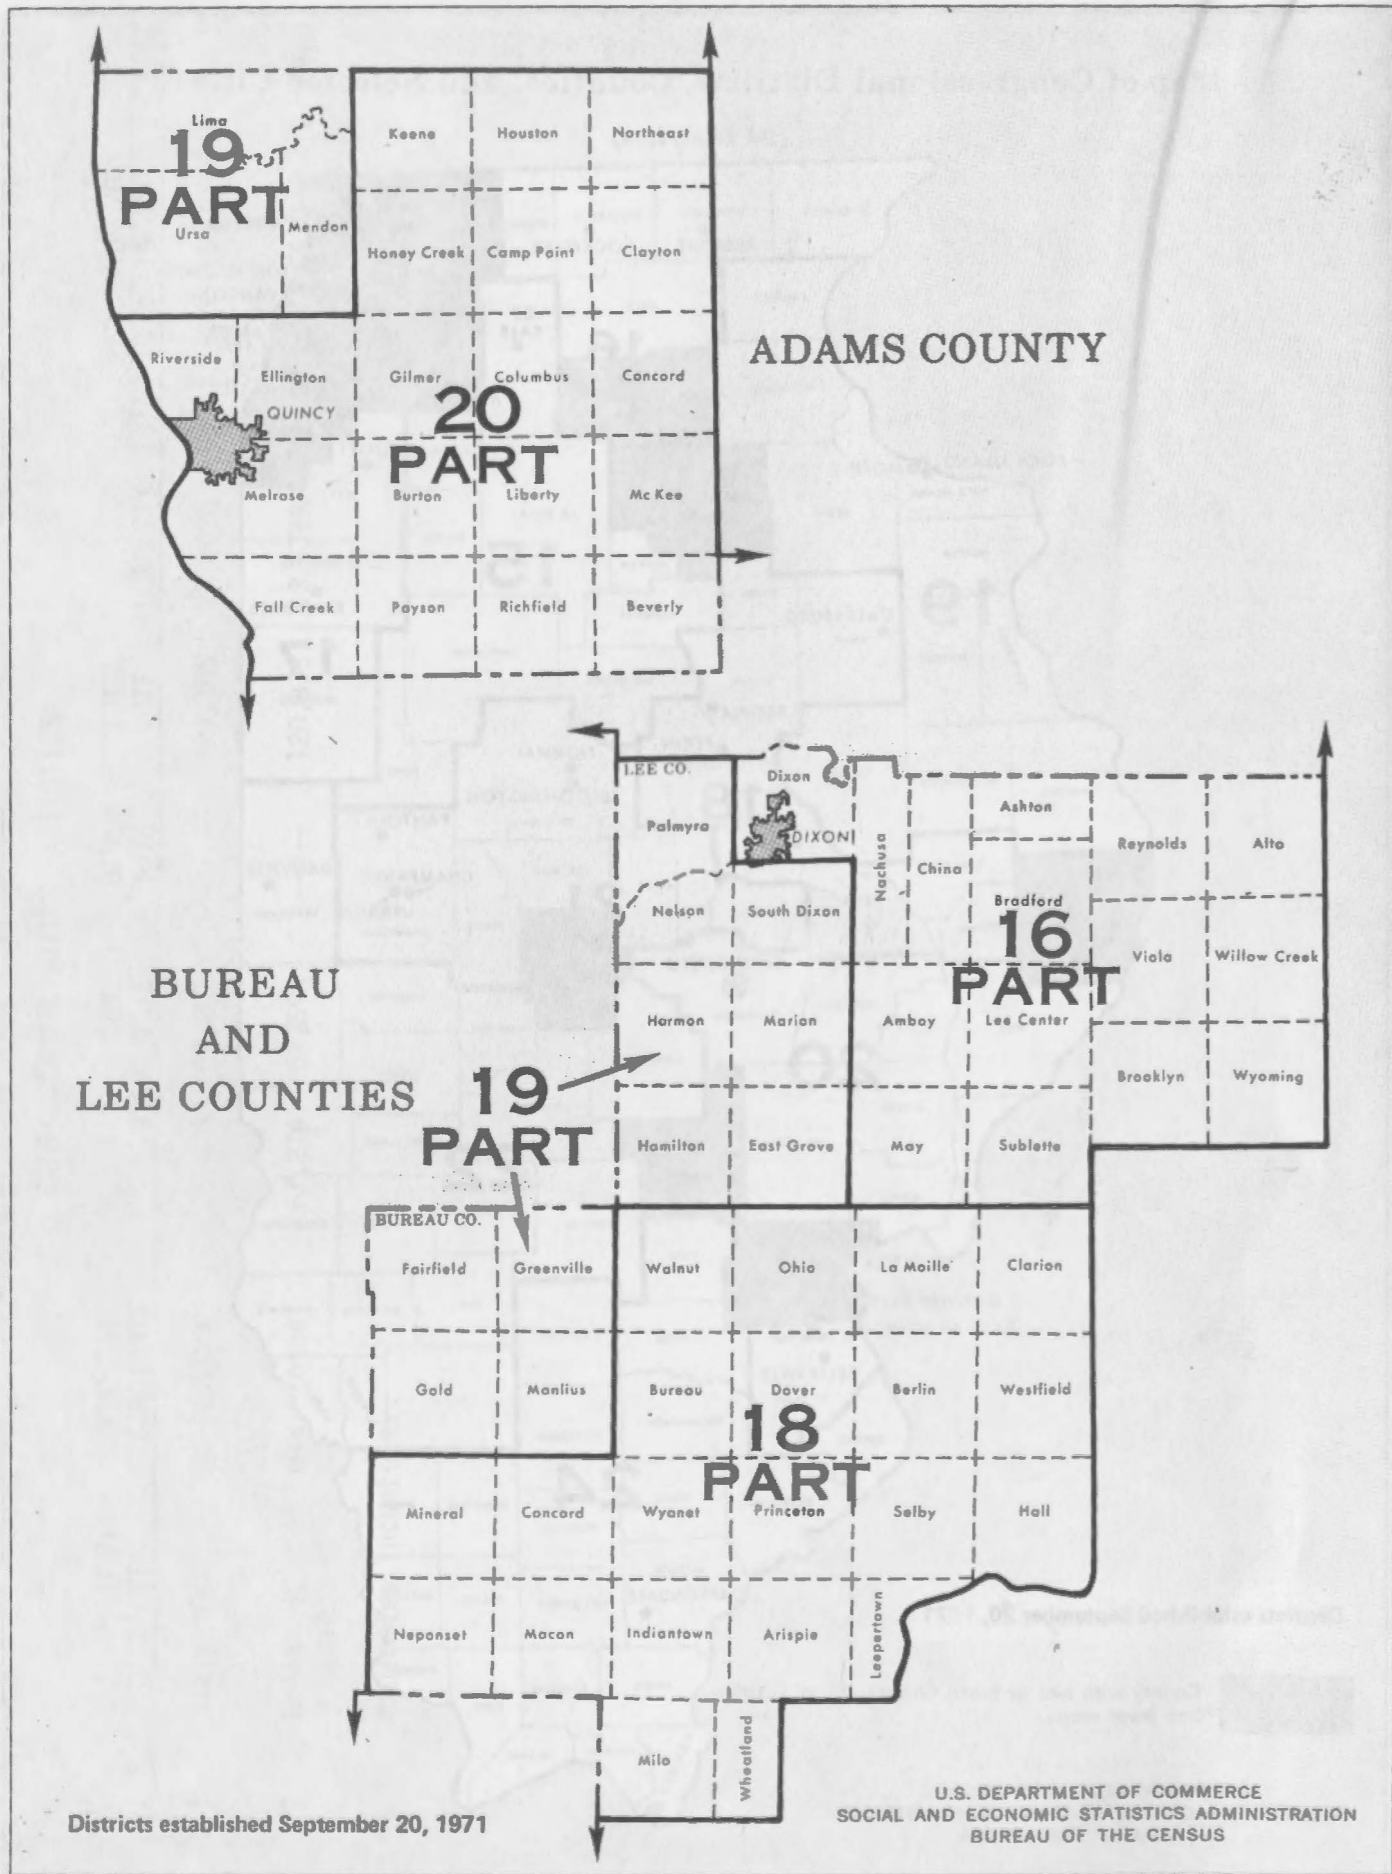 Lima
19
PART
Ursa
Mendon
Keene
Houston
Northeast
Honey Creek
Camp Point
Clayton
Riverside
Ellington
QUINCY
Gilmer
Columbus
Concord
20
PART
Melrose
Burton
Liberty
Mc Kee
Fall Creek
Payson
Richfield
Beverly
ADAMS COUNTY
BUREAU
AND
LEE COUNTIES
LEE CO.
Palmyra
Dixon
DIXON
Nachusa
China
Ashton
Reynolds
Alto
Bradford
16
PART
Nelson
South Dixon
Viola
Willow Creek
Harmon
Marion
Amboy
Lee Center
Brooklyn
Wyoming
19
PART
Hamilton
East Grove
May
Sublette
BUREAU CO.
Fairfield
Greenville
Walnut
Ohio
La Moille
Clarion
Gold
Manlius
Bureau
Dover
Berlin
Westfield
18
PART
Mineral
Concord
Wyanet
Princeton
Selby
Hall
Neponset
Macon
Indiantown
Arispie
Leepertown
Milo
Wheatland
Districts established September 20, 1971
U.S. DEPARTMENT OF COMMERCE
SOCIAL AND ECONOMIC STATISTICS ADMINISTRATION
BUREAU OF THE CENSUS